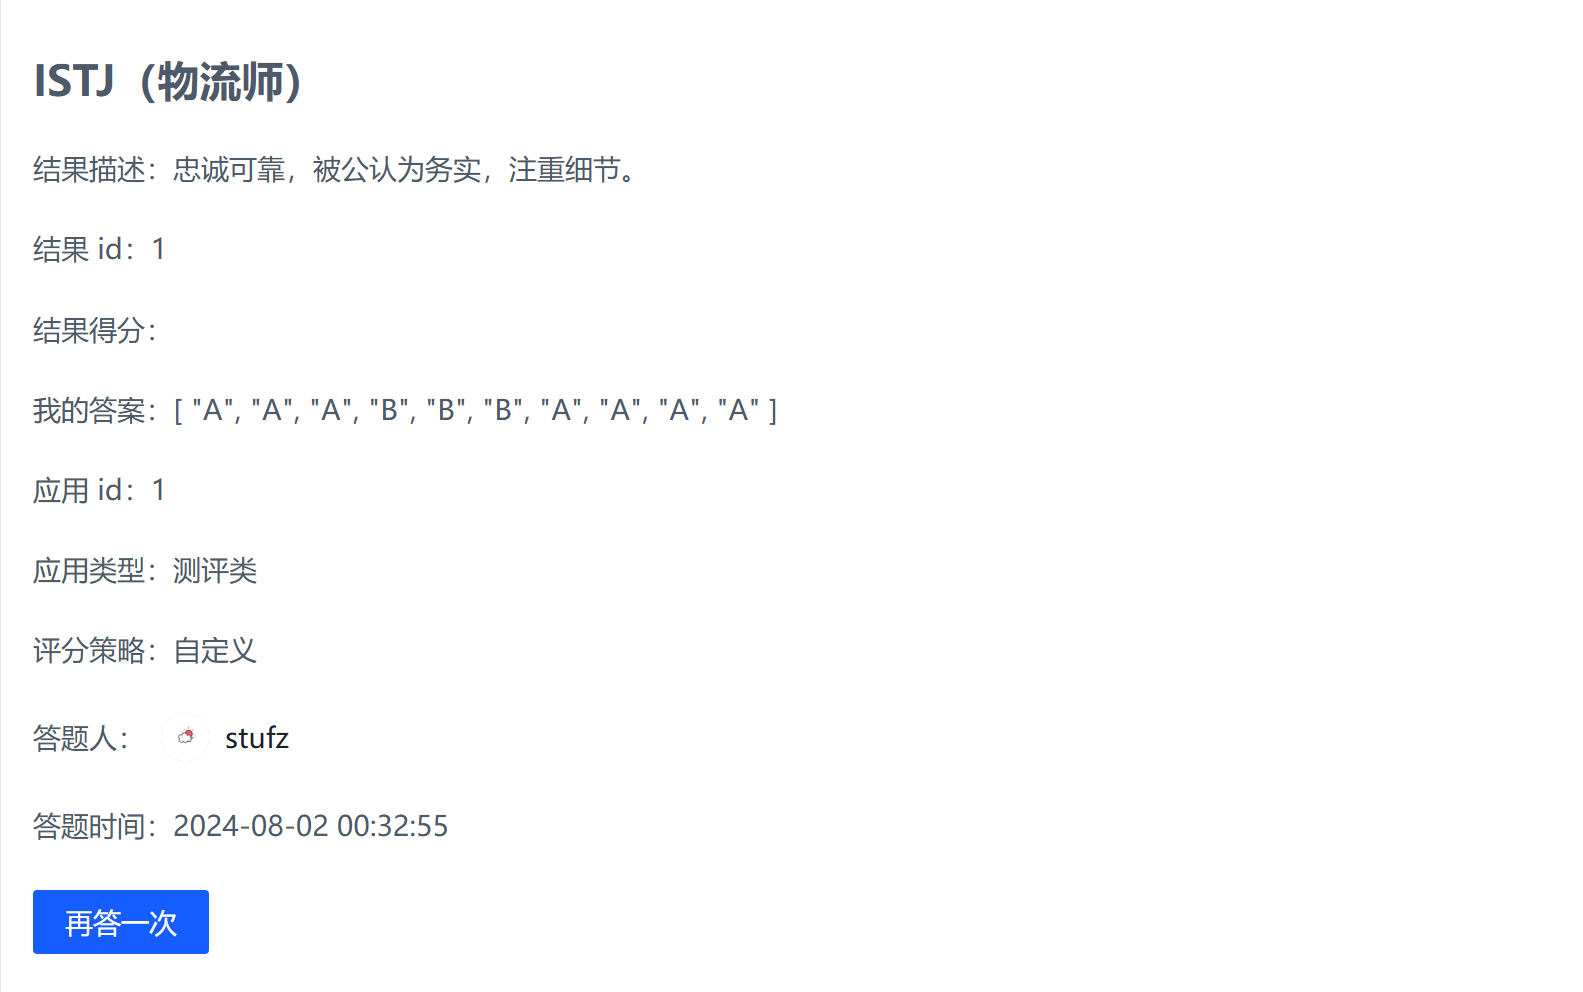 ISTJ（物流师）
结果描述：忠诚可靠，被公认为务实，注重细节。
结果 id：1
结果得分：
我的答案：[ "A", "A", "A", "B", "B", "B", "A", "A", "A", "A" ]
应用 id：1
应用类型：测评类
评分策略：自定义
答题人： stufz
答题时间：2024-08-02 00:32:55
再答一次